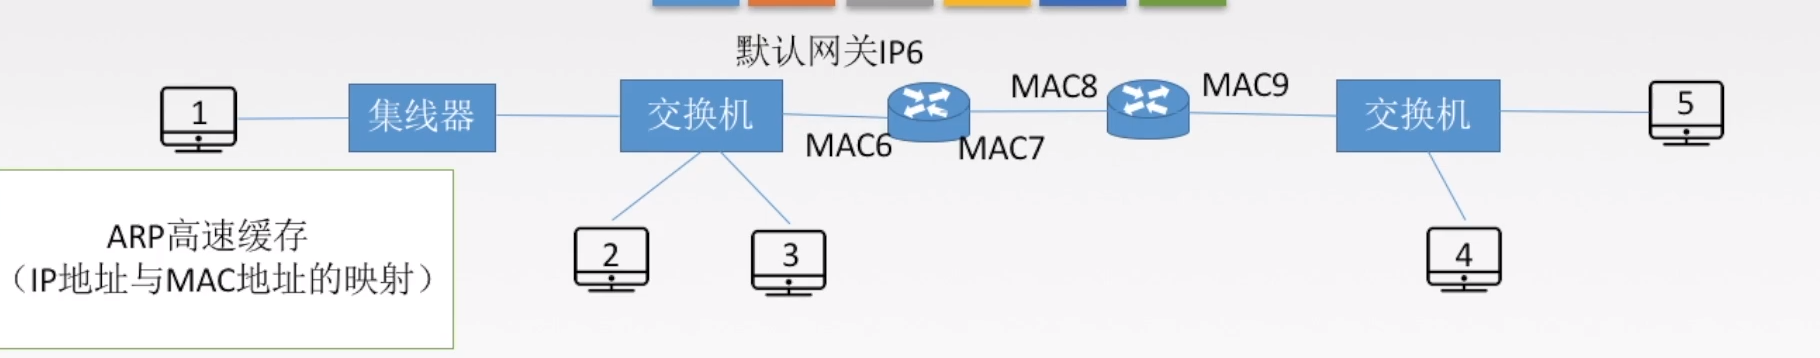 默认网关IP6
MAC8
MAC9
1
集线器
交换机
交换机
5
MAC6
MAC7
ARP高速缓存
（IP地址与MAC地址的映射）
2
3
4